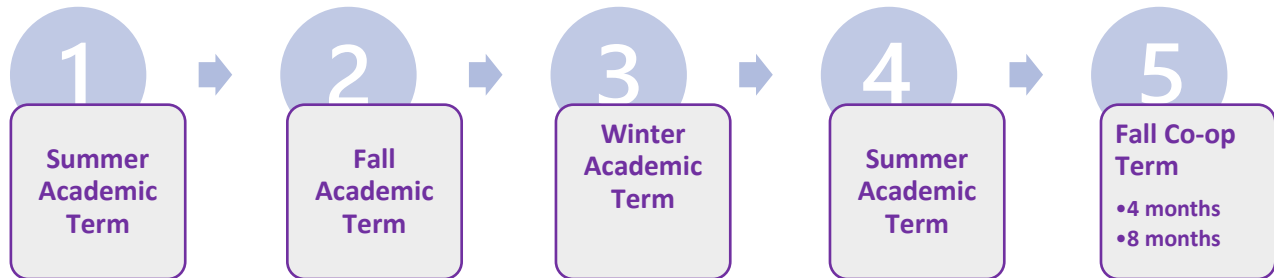 1
Summer
Academic
Term
2
Fall
Academic
Term
3
Winter
Academic
Term
4
Summer
Academic
Term
5
Fall Co-op
Term
•4 months
•8 months